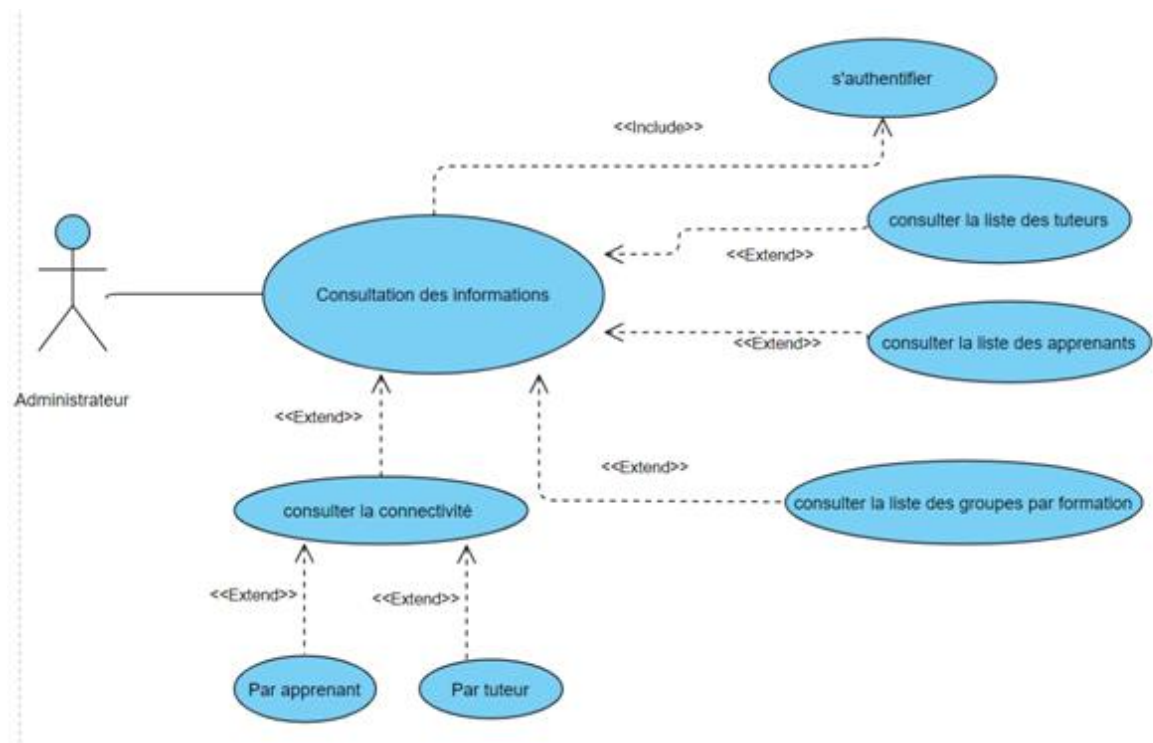 s'authentifier
<<Include>>
consulter la liste des tuteurs
<<Extend>>
Consultation des informations
consulter la liste des apprenants
<<Extend>>
Administrateur
<<Extend>>
<<Extend>>
consulter la liste des groupes par formation
consulter la connectivité
<<Extend>>
<<Extend>>
Par apprenant
Par tuteur